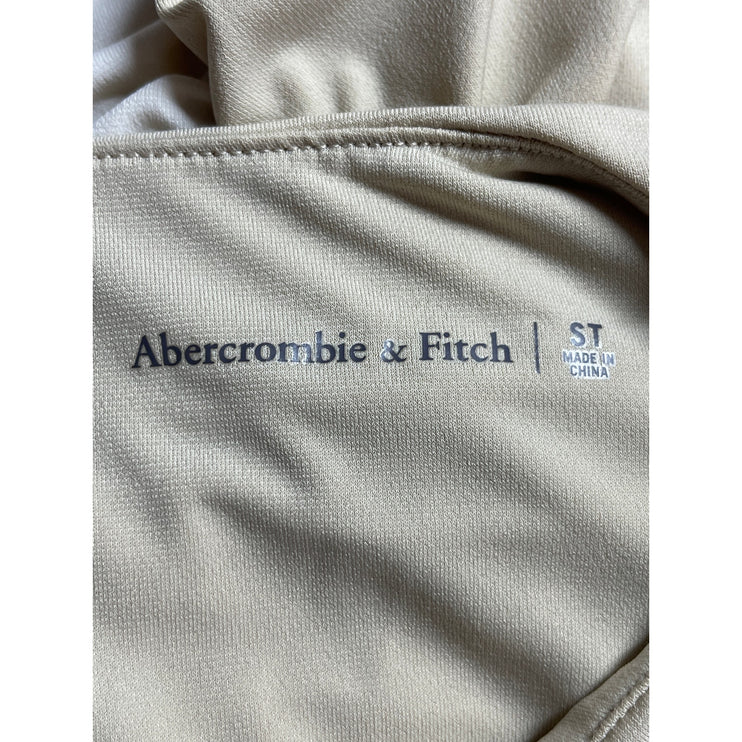 Abercrombie & Fitch | ST
MADE IN
CHINA